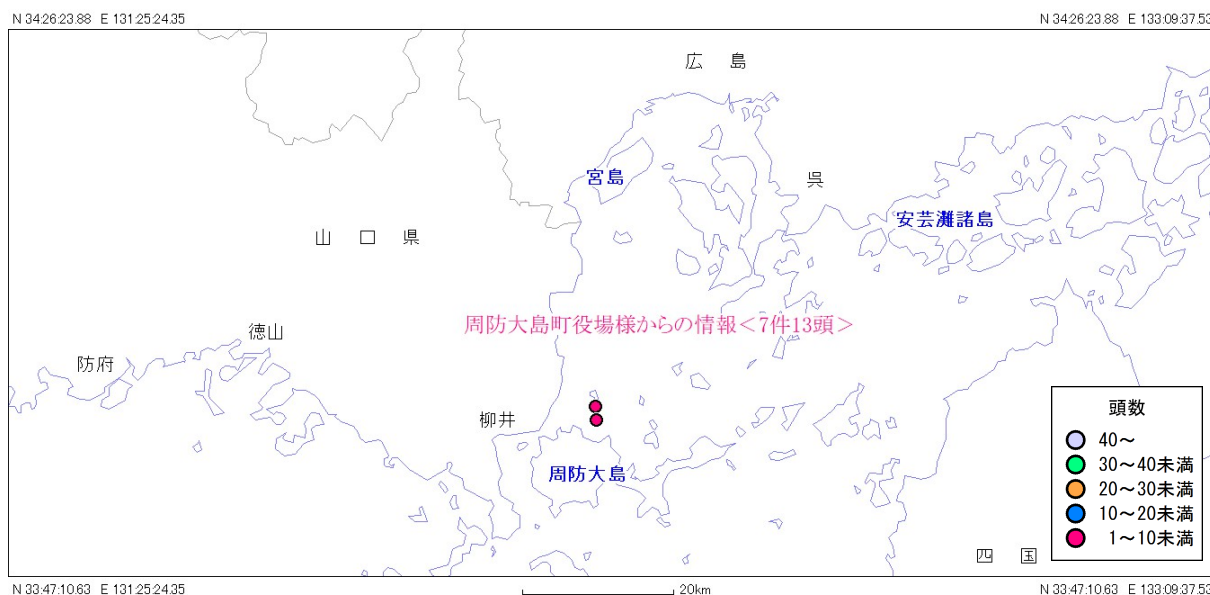 N 34:26:23.88 E 131:25:24.35
N 34:26:23.88 E 133:09:37.53
広島
宮島
呉
安芸灘諸島
山口県
周防大島町役場様からの情報＜7件13頭＞
徳山
防府
柳井
周防大島
四国
頭数
40～
30～40未満
20～30未満
10～20未満
1～10未満
N 33:47:10.63 E 131:25:24.35
20km
N 33:47:10.63 E 133:09:37.53